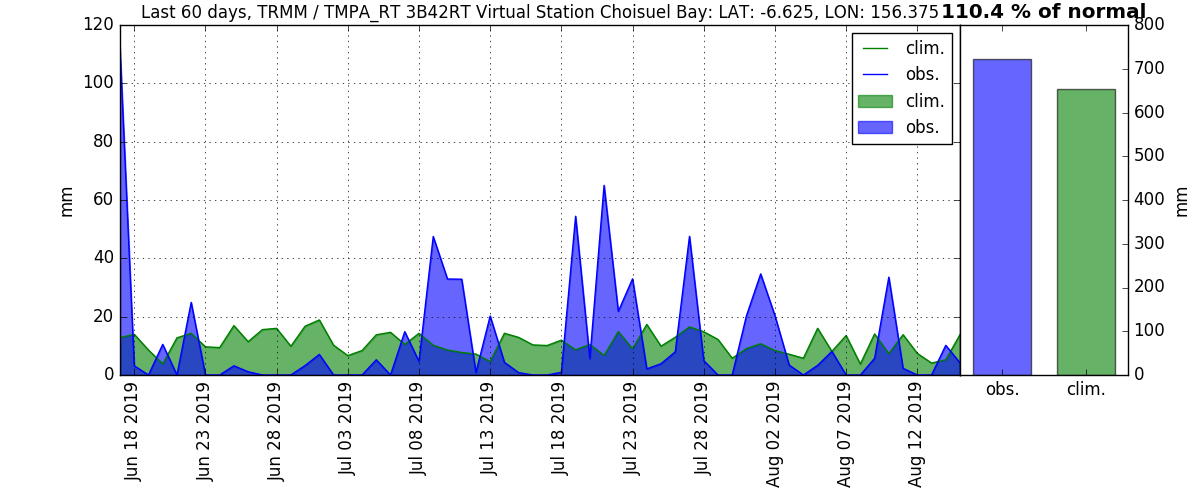 Last 60 days, TRMM / TMPA_RT 3B42RT Virtual Station Choisuel Bay: LAT: -6.625, LON: 156.375
110.4 % of normal
mm
120
100
80
60
40
20
0
clim.
obs.
clim.
obs.
Jun 18 2019
Jun 23 2019
Jun 28 2019
Jul 03 2019
Jul 08 2019
Jul 13 2019
Jul 18 2019
Jul 23 2019
Jul 28 2019
Aug 02 2019
Aug 07 2019
Aug 12 2019
800
700
600
500
400
300
200
100
0
mm
obs.
clim.